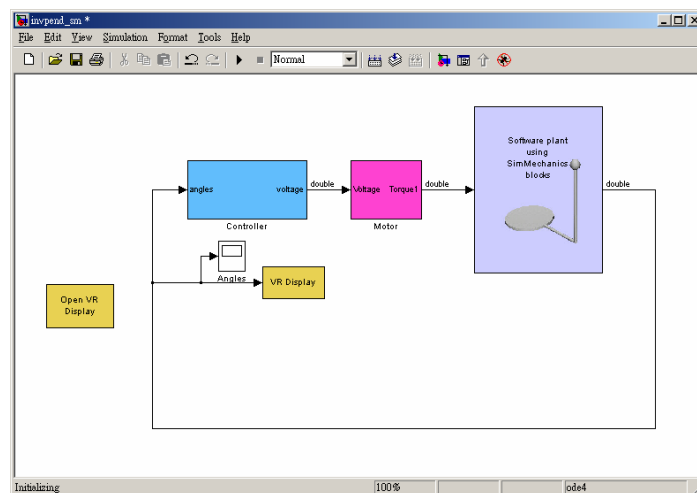 invpend_sm *
File Edit View Simulation Format Tools Help
Normal
Software plant
using
SimMechanics
blocks
angles
voltage
double
Voltage
Torque1
double
double
Controller
Motor
Angles
VR Display
Open VR
Display
Initializing
100%
ode4